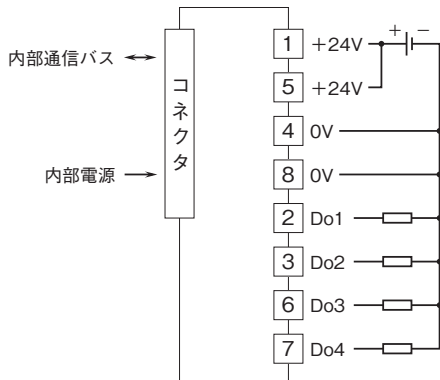 1 +24V + −
内部通信バス
5 +24V
コネクタ
4 0V
内部電源
8 0V
2 Do1
3 Do2
6 Do3
7 Do4